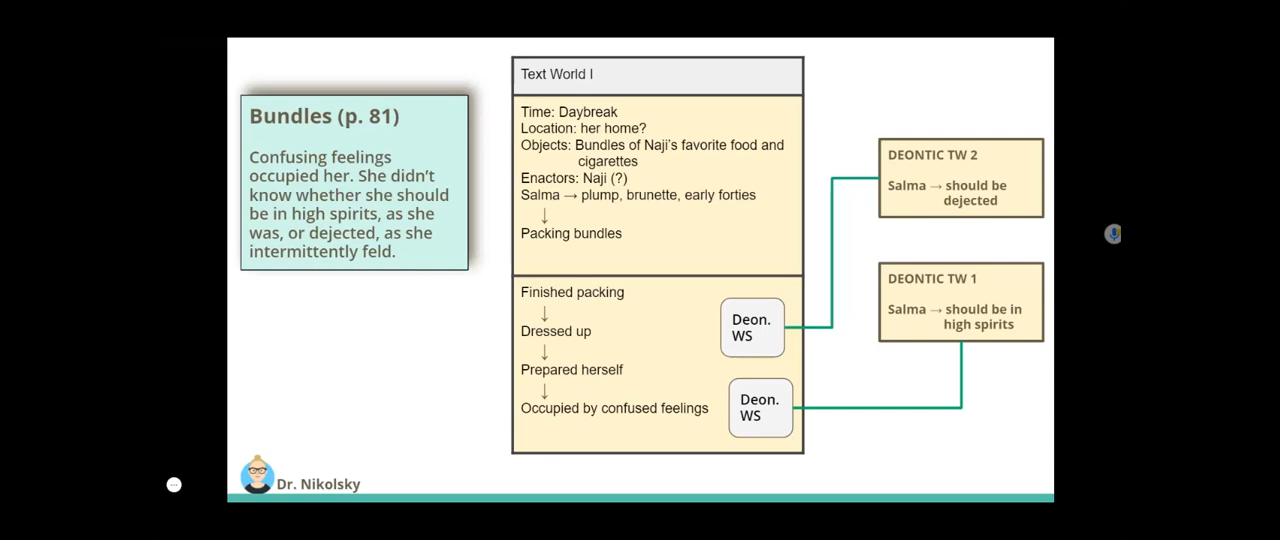 Bundles (p. 81)
Confusing feelings
occupied her. She didn't
know whether she should
be in high spirits, as she
was, or dejected, as she
intermittently feld.
Text World I
Time: Daybreak
Location: her home?
Objects: Bundles of Naji's favorite food and
cigarettes
Enactors: Naji (?)
Salma → plump, brunette, early forties
↓
Packing bundles
Finished packing
↓
Dressed up
↓
Prepared herself
↓
Occupied by confused feelings
Deon.
WS
Deon.
WS
DEONTIC TW 2
Salma → should be
dejected
DEONTIC TW 1
Salma → should be in
high spirits
Dr. Nikolsky